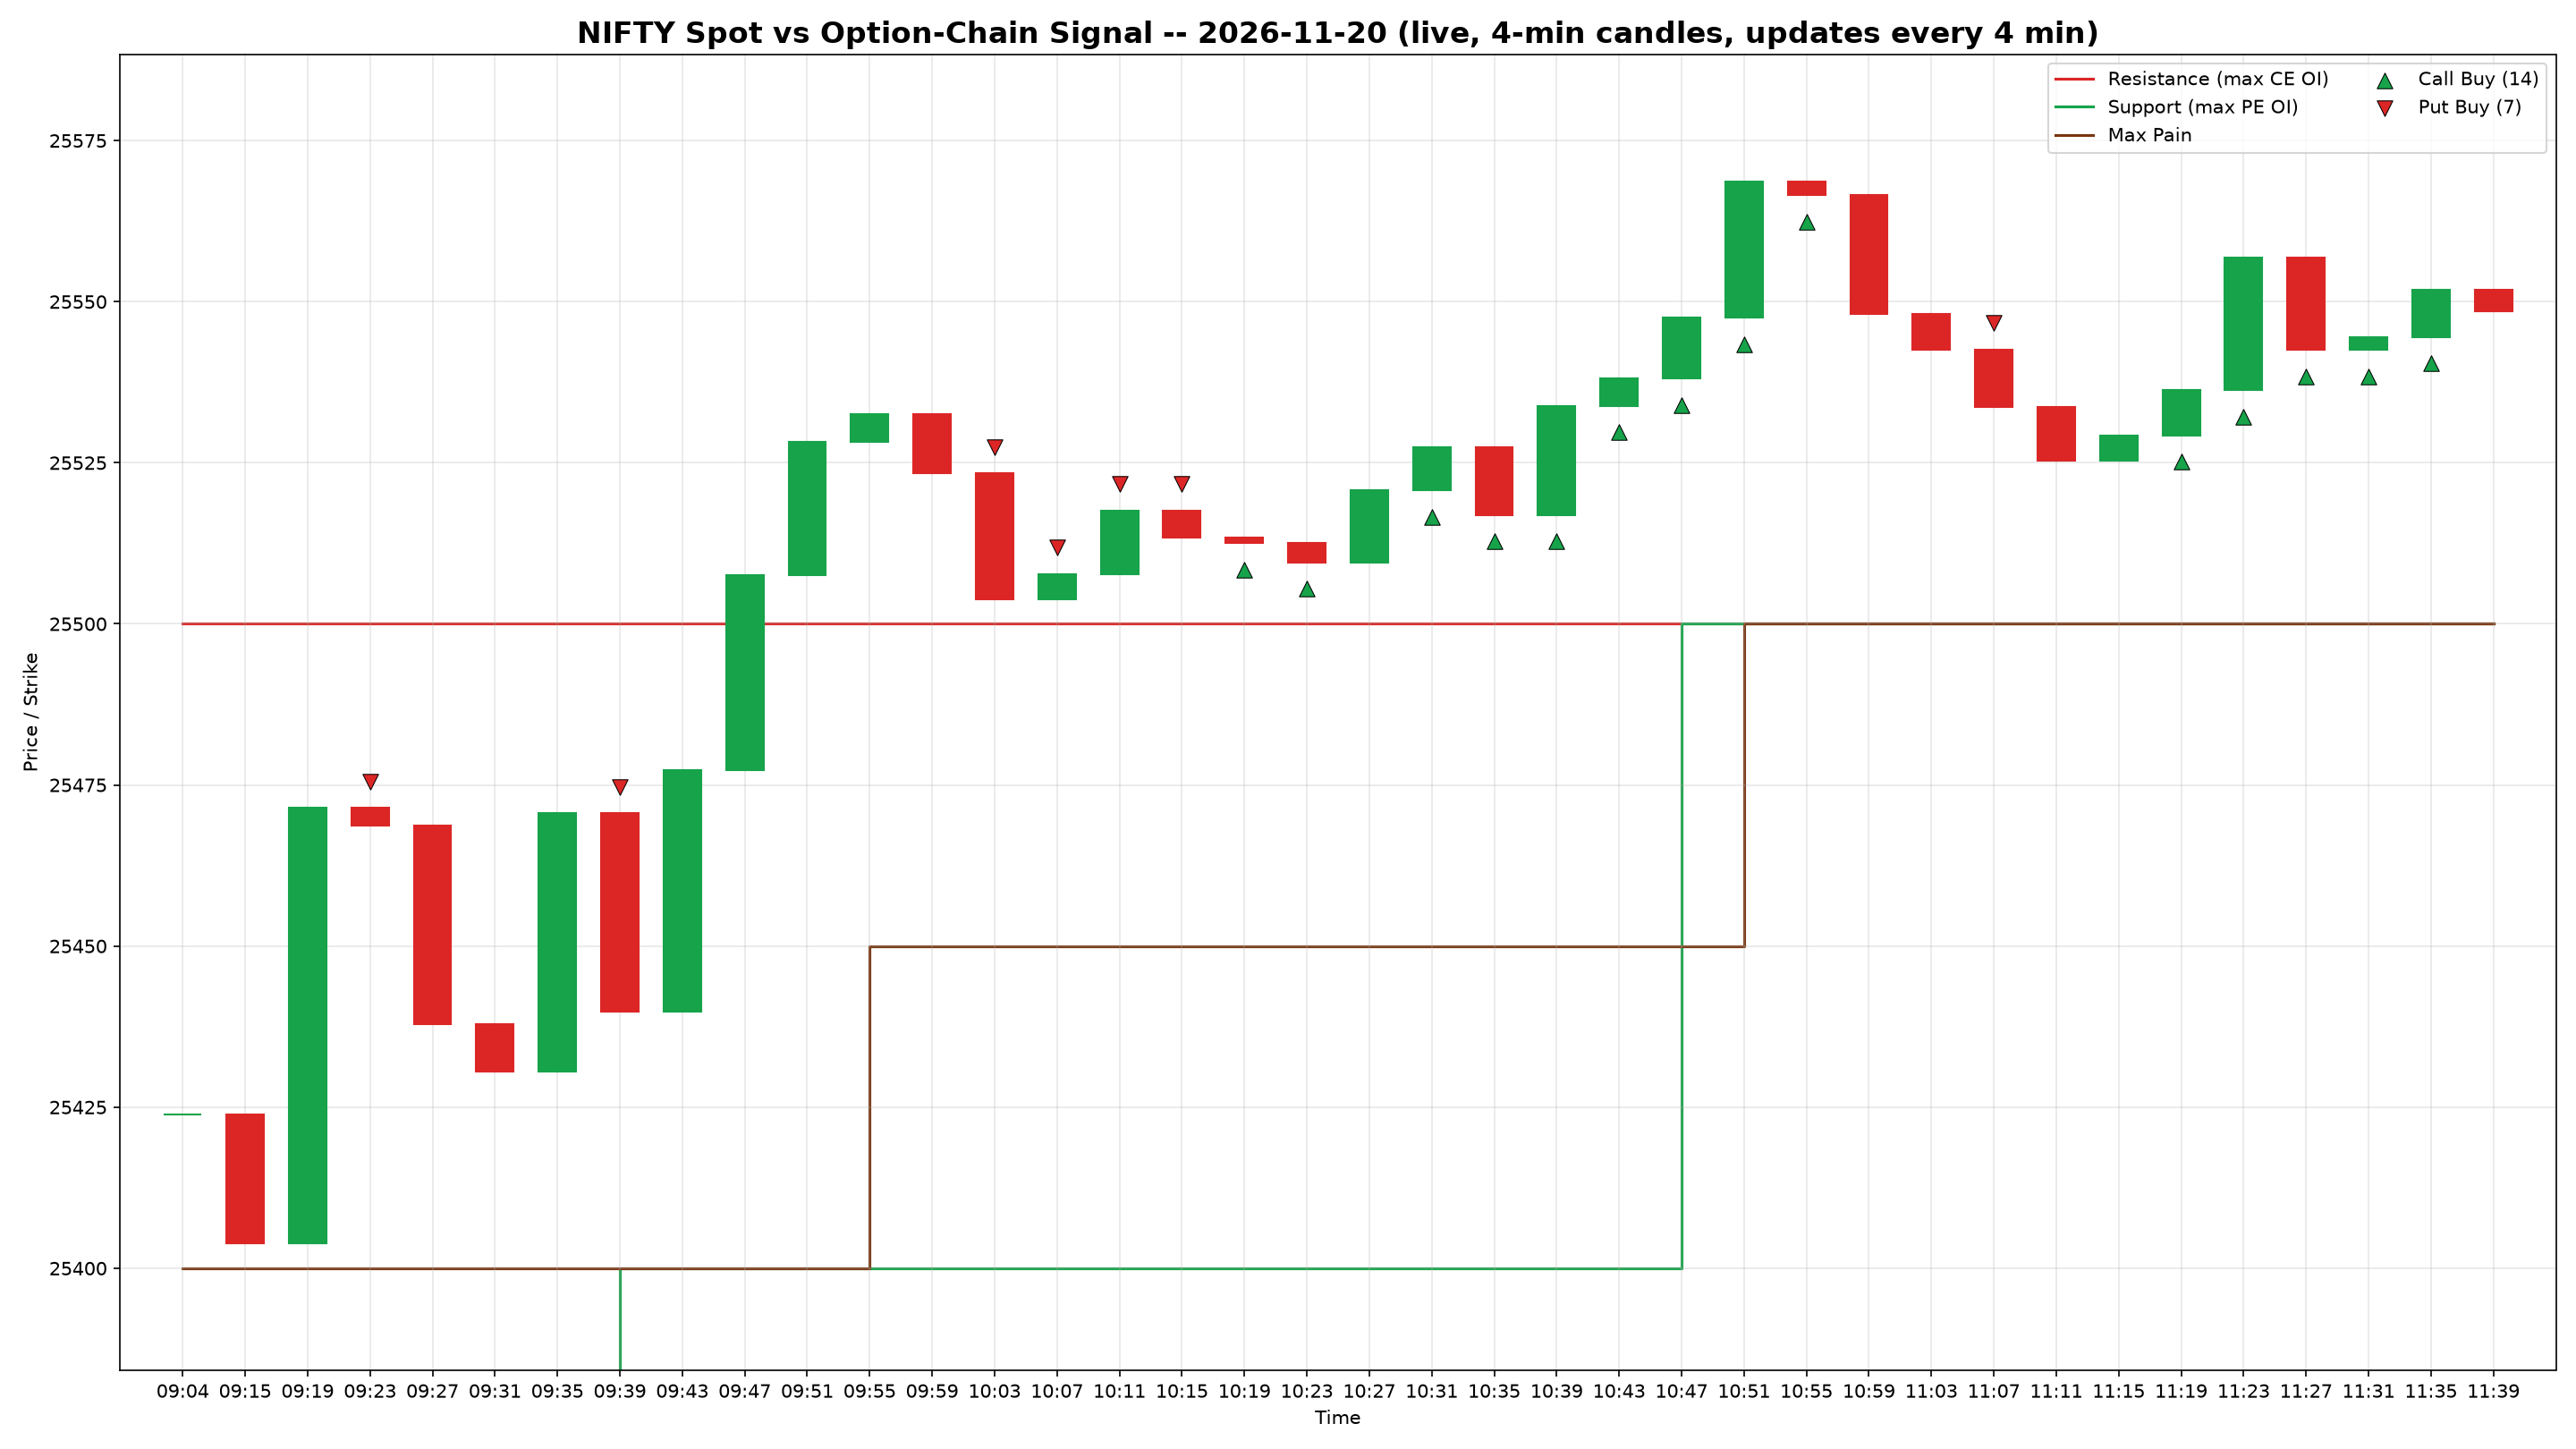 NIFTY Spot vs Option-Chain Signal -- 2026-11-20 (live, 4-min candles, updates every 4 min)
Resistance (max CE OI)
Support (max PE OI)
Max Pain
Call Buy (14)
Put Buy (7)
Price / Strike
25575
25550
25525
25500
25475
25450
25425
25400
09:04 09:15 09:19 09:23 09:27 09:31 09:35 09:39 09:43 09:47 09:51 09:55 09:59 10:03 10:07 10:11 10:15 10:19 10:23 10:27 10:31 10:35 10:39 10:43 10:47 10:51 10:55 10:59 11:03 11:07 11:11 11:15 11:19 11:23 11:27 11:31 11:35 11:39
Time